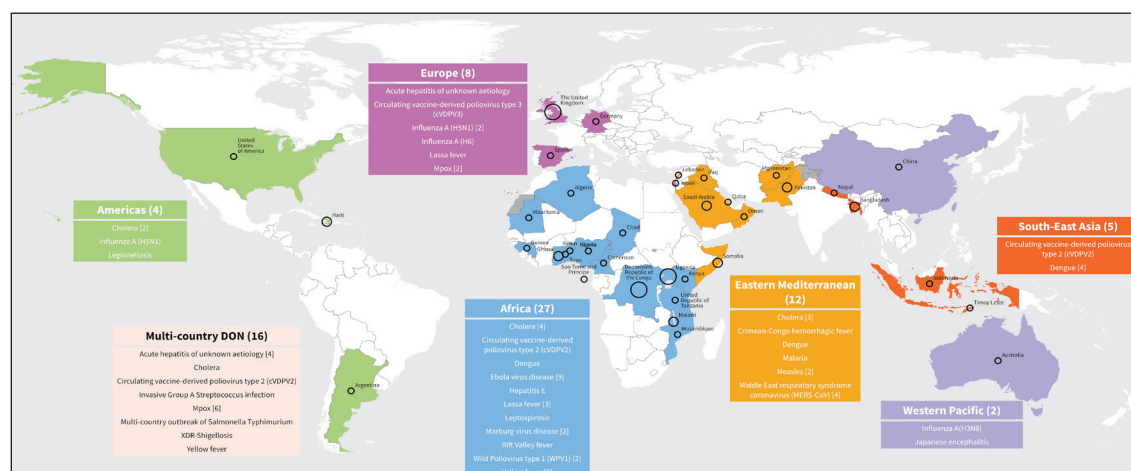 Europe (8)
Acute hepatitis of unknown aetiology
Circulating vaccine-derived poliovirus type 3
(cVDPV3)
Influenza A (H5N1) [2]
Influenza A (H6)
Lassa fever
Mpox [2]
The United
Kingdom
Germany
Spain
United
States
of America
Haiti
Argentina
Americas (4)
Cholera [2]
Influenza A (H5N1)
Legionellosis
Multi-country DON (16)
Acute hepatitis of unknown aetiology [4]
Cholera
Circulating vaccine-derived poliovirus type 2 (cVDPV2)
Invasive Group A Streptococcus infection
Mpox [6]
Multi-country outbreak of Salmonella Typhimurium
XDR-Shigellosis
Yellow fever
Algeria
Mauritania
Chad
Guinea
Ghana
Benin
Togo
Nigeria
Cameroon
Sao Tome and
Principe
Democratic
Republic of
the Congo
Uganda
Kenya
United
Republic of
Tanzania
Malawi
Mozambique
Africa (27)
Cholera [4]
Circulating vaccine-derived
poliovirus type 2 (cVDPV2)
Dengue
Ebola virus disease [9]
Hepatitis E
Lassa fever [3]
Leptospirosis
Marburg virus disease [2]
Rift Valley fever
Wild Poliovirus type 1 (WPV1) [2]
Lebanon
Israel
Iraq
Saudi Arabia
Qatar
Oman
Afghanistan
Pakistan
Somalia
Eastern Mediterranean
(12)
Cholera [3]
Crimean-Congo hemorrhagic fever
Dengue
Malaria
Measles [2]
Middle East respiratory syndrome
coronavirus (MERS-CoV) [4]
China
Nepal
Bangladesh
Indonesia
Timor-Leste
Australia
South-East Asia (5)
Circulating vaccine-derived poliovirus
type 2 (cVDPV2)
Dengue [4]
Western Pacific (2)
Influenza A(H3N8)
Japanese encephalitis